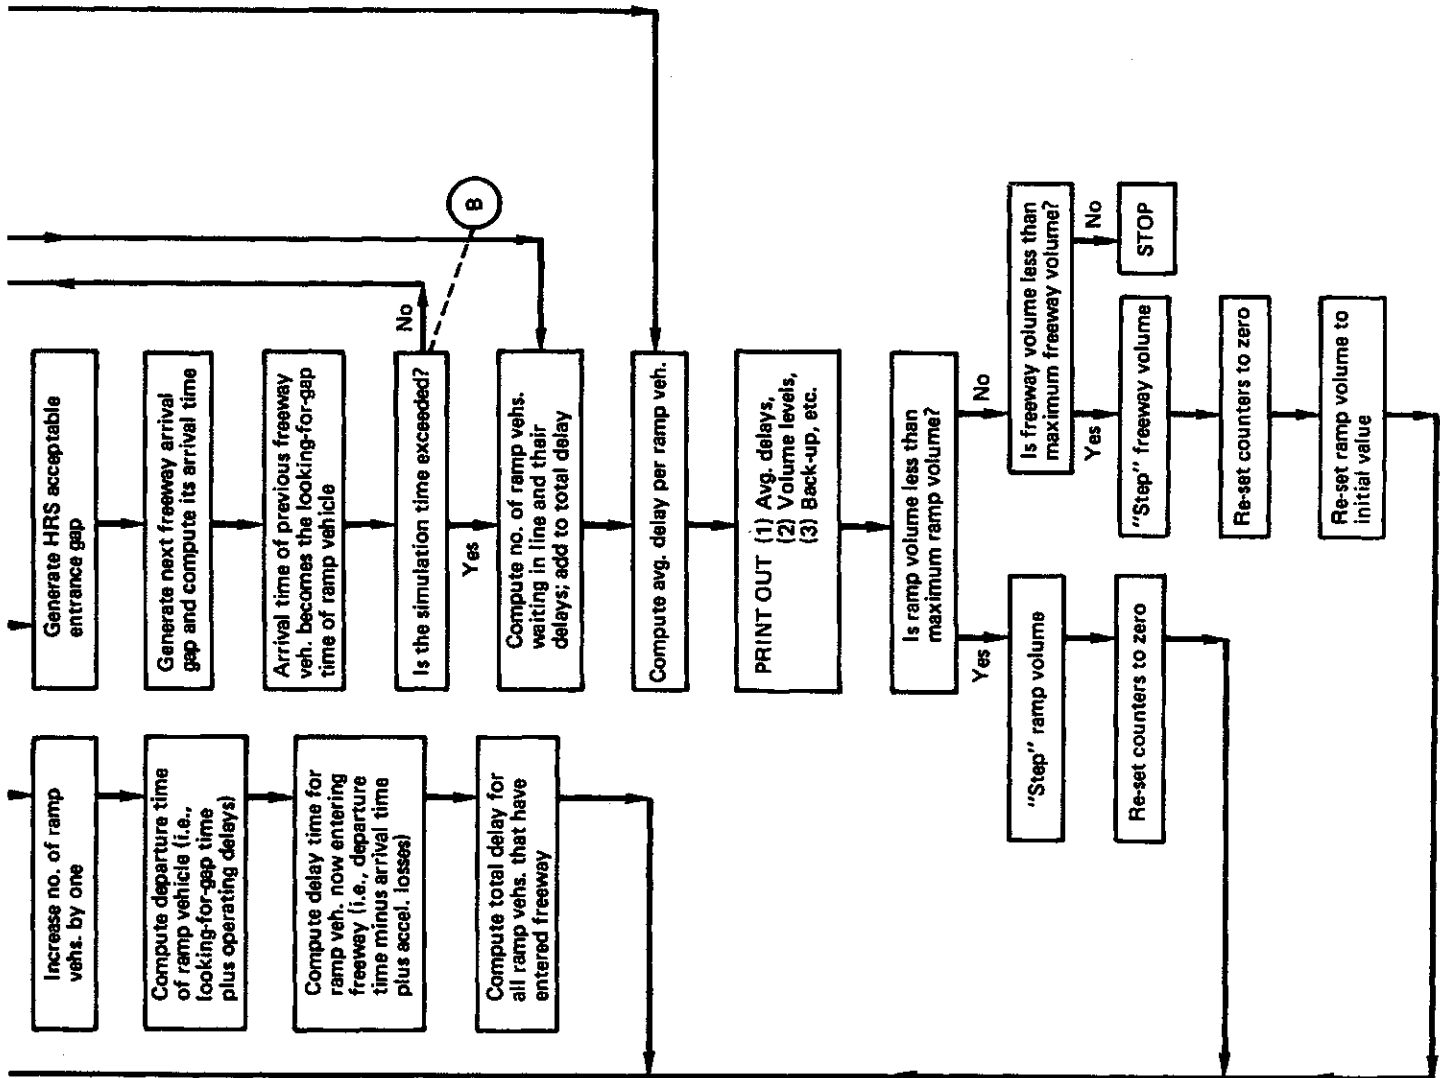 Increase no. of ramp
vehs. by one
Compute departure time
of ramp vehicle (i.e.,
looking-for-gap time
plus operating delays)
Compute delay time for
ramp veh. now entering
freeway (i.e., departure
time minus arrival time
plus accel. losses)
Compute total delay for
all ramp vehs. that have
entered freeway
Generate HRS acceptable
entrance gap
Generate next freeway arrival
gap and compute its arrival time
Arrival time of previous freeway
veh. becomes the looking-for-gap
time of ramp vehicle
Is the simulation time exceeded?
No
B
Yes
Compute no. of ramp vehs.
waiting in line and their
delays; add to total delay
Compute avg. delay per ramp veh.
PRINT OUT (1) Avg. delays,
(2) Volume levels,
(3) Back-up, etc.
Is ramp volume less than
maximum ramp volume?
Yes
No
"Step" ramp volume
Re-set counters to zero
Is freeway volume less than
maximum freeway volume?
Yes
No
STOP
"Step" freeway volume
Re-set counters to zero
Re-set ramp volume to
initial value